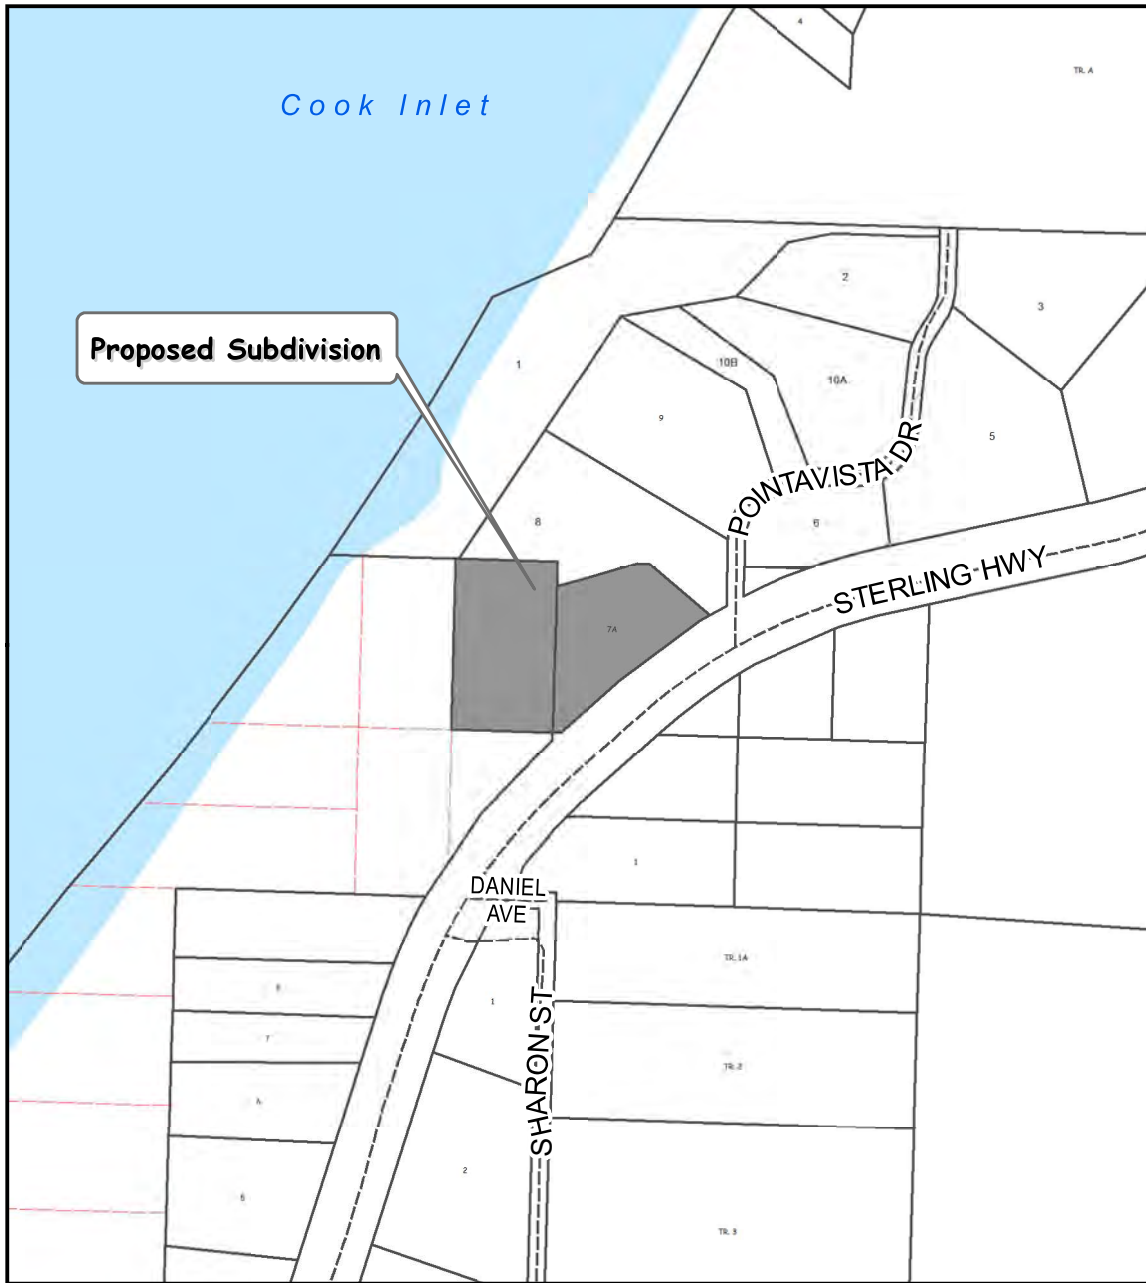 4
TR. A
Cook Inlet
2
3
Proposed Subdivision
1
10B
10A
9
5
POINTAVISTA DR
8
6
STERLING HWY
7A
1
DANIEL
AVE
TR. 1A
8
1
SHARON ST
7
TR. 2
6
2
5
TR. 3